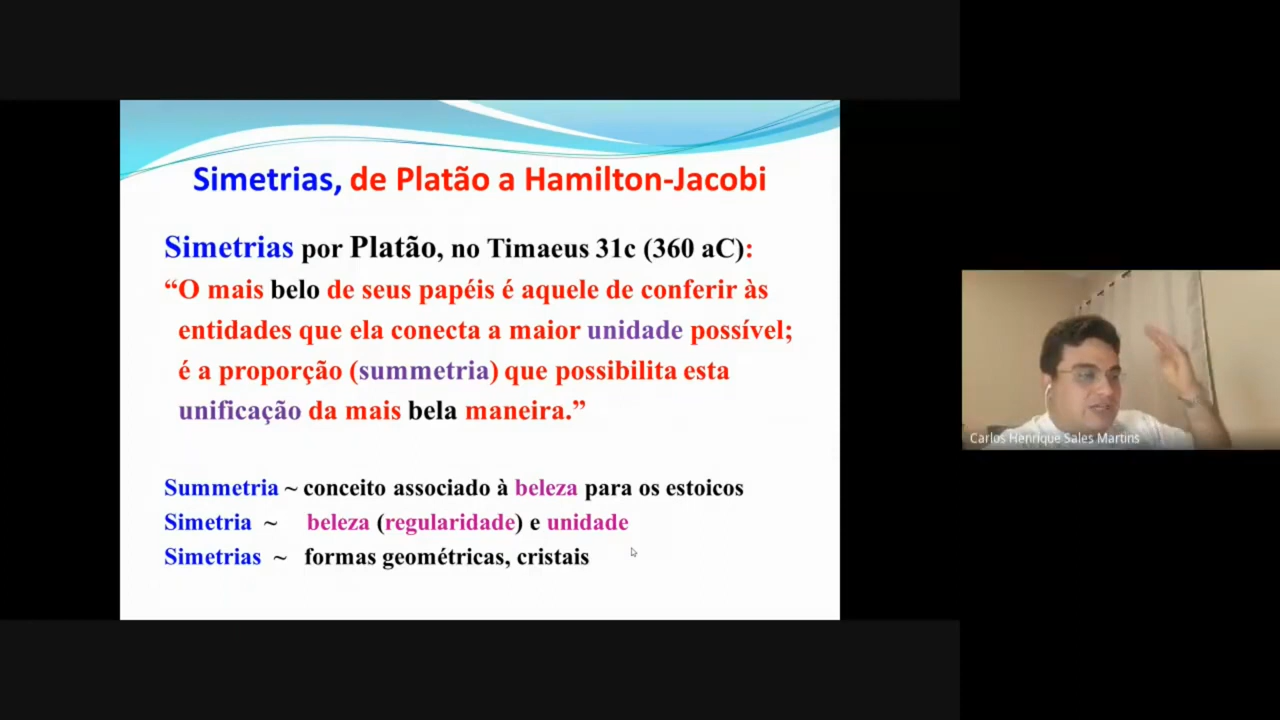 Simetrias, de Platão a Hamilton-Jacobi
Simetrias por Platão, no Timaeus 31c (360 aC):
“O mais belo de seus papéis é aquele de conferir às
entidades que ela conecta a maior unidade possível;
é a proporção (summetria) que possibilita esta
unificação da mais bela maneira.”
Summetria ~ conceito associado à beleza para os estoicos
Simetria ~ beleza (regularidade) e unidade
Simetrias ~ formas geométricas, cristais
Carlos Henrique Sales Martins